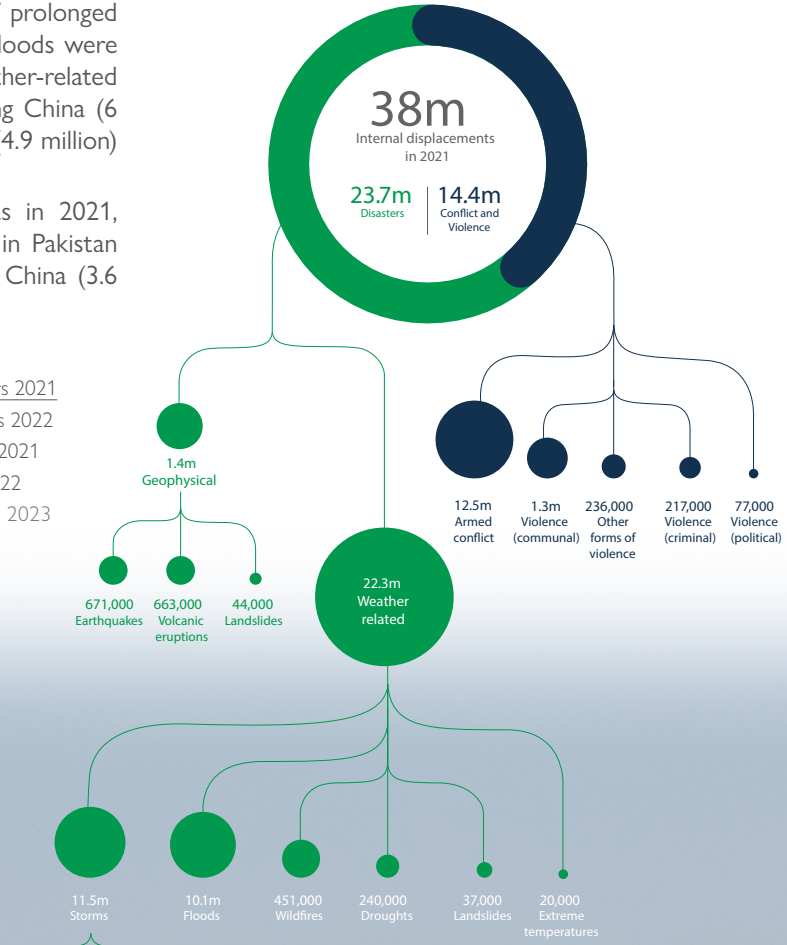 prolonged
loods were
her-related
ng China (6
4.9 million)
s in 2021,
in Pakistan
China (3.6
s 2021
s 2022
2021
22
2023
38m
Internal displacements
in 2021
23.7m
Disasters
14.4m
Conflict and
Violence
1.4m
Geophysical
12.5m
Armed
conflict
1.3m
Violence
(communal)
236,000
Other
forms of
violence
217,000
Violence
(criminal)
77,000
Violence
(political)
671,000
Earthquakes
663,000
Volcanic
eruptions
44,000
Landslides
22.3m
Weather
related
11.5m
Storms
10.1m
Floods
451,000
Wildfires
240,000
Droughts
37,000
Landslides
20,000
Extreme
temperatures